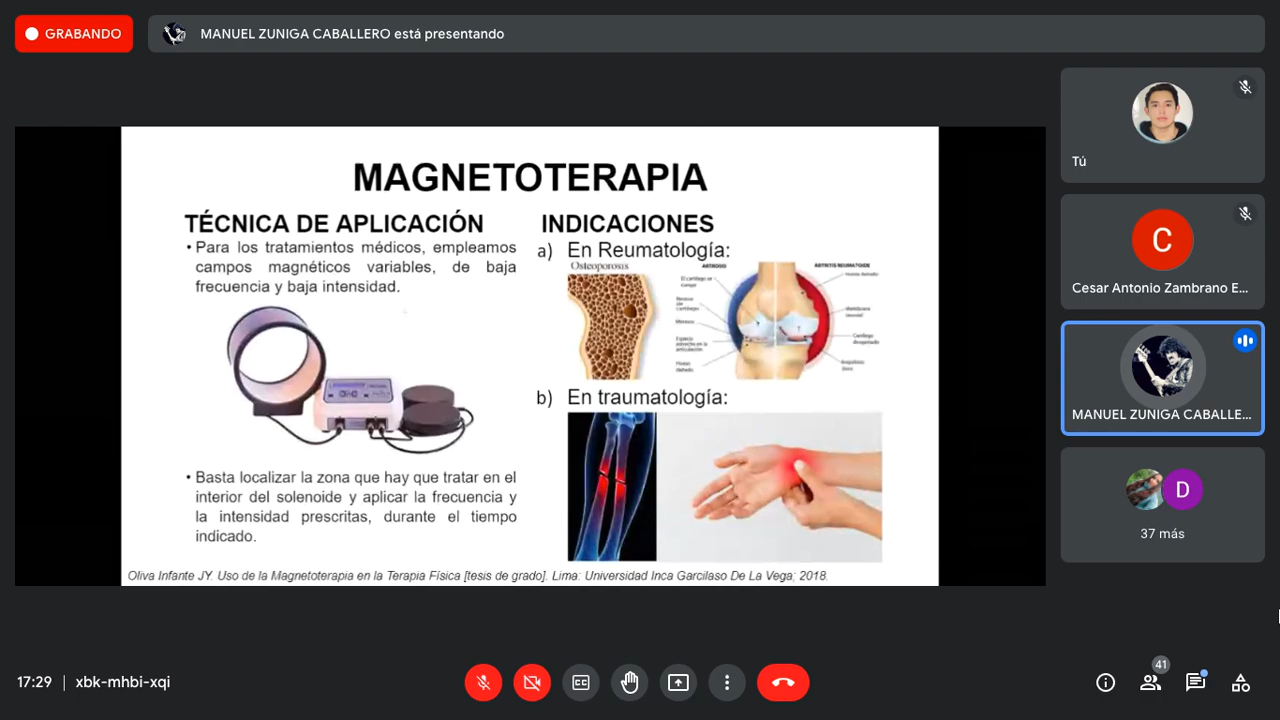 GRABANDO
MANUEL ZUNIGA CABALLERO está presentando
MAGNETOTERAPIA
TÉCNICA DE APLICACIÓN
• Para los tratamientos médicos, empleamos
campos magnéticos variables, de baja
frecuencia y baja intensidad.
• Basta localizar la zona que hay que tratar en el
interior del solenoide y aplicar la frecuencia y
la intensidad prescritas, durante el tiempo
indicado.
INDICACIONES
a) En Reumatología:
Osteoporosis
ARTROSIS
ARTRITIS REUMATOIDE
b) En traumatología:
Oliva Infante JY. Uso de la Magnetoterapia en la Terapia Física [tesis de grado]. Lima: Universidad Inca Garcilaso De La Vega; 2018.
Tú
C
Cesar Antonio Zambrano E...
MANUEL ZUNIGA CABALLE...
D
37 más
17:29 | xbk-mhbi-xqi
41